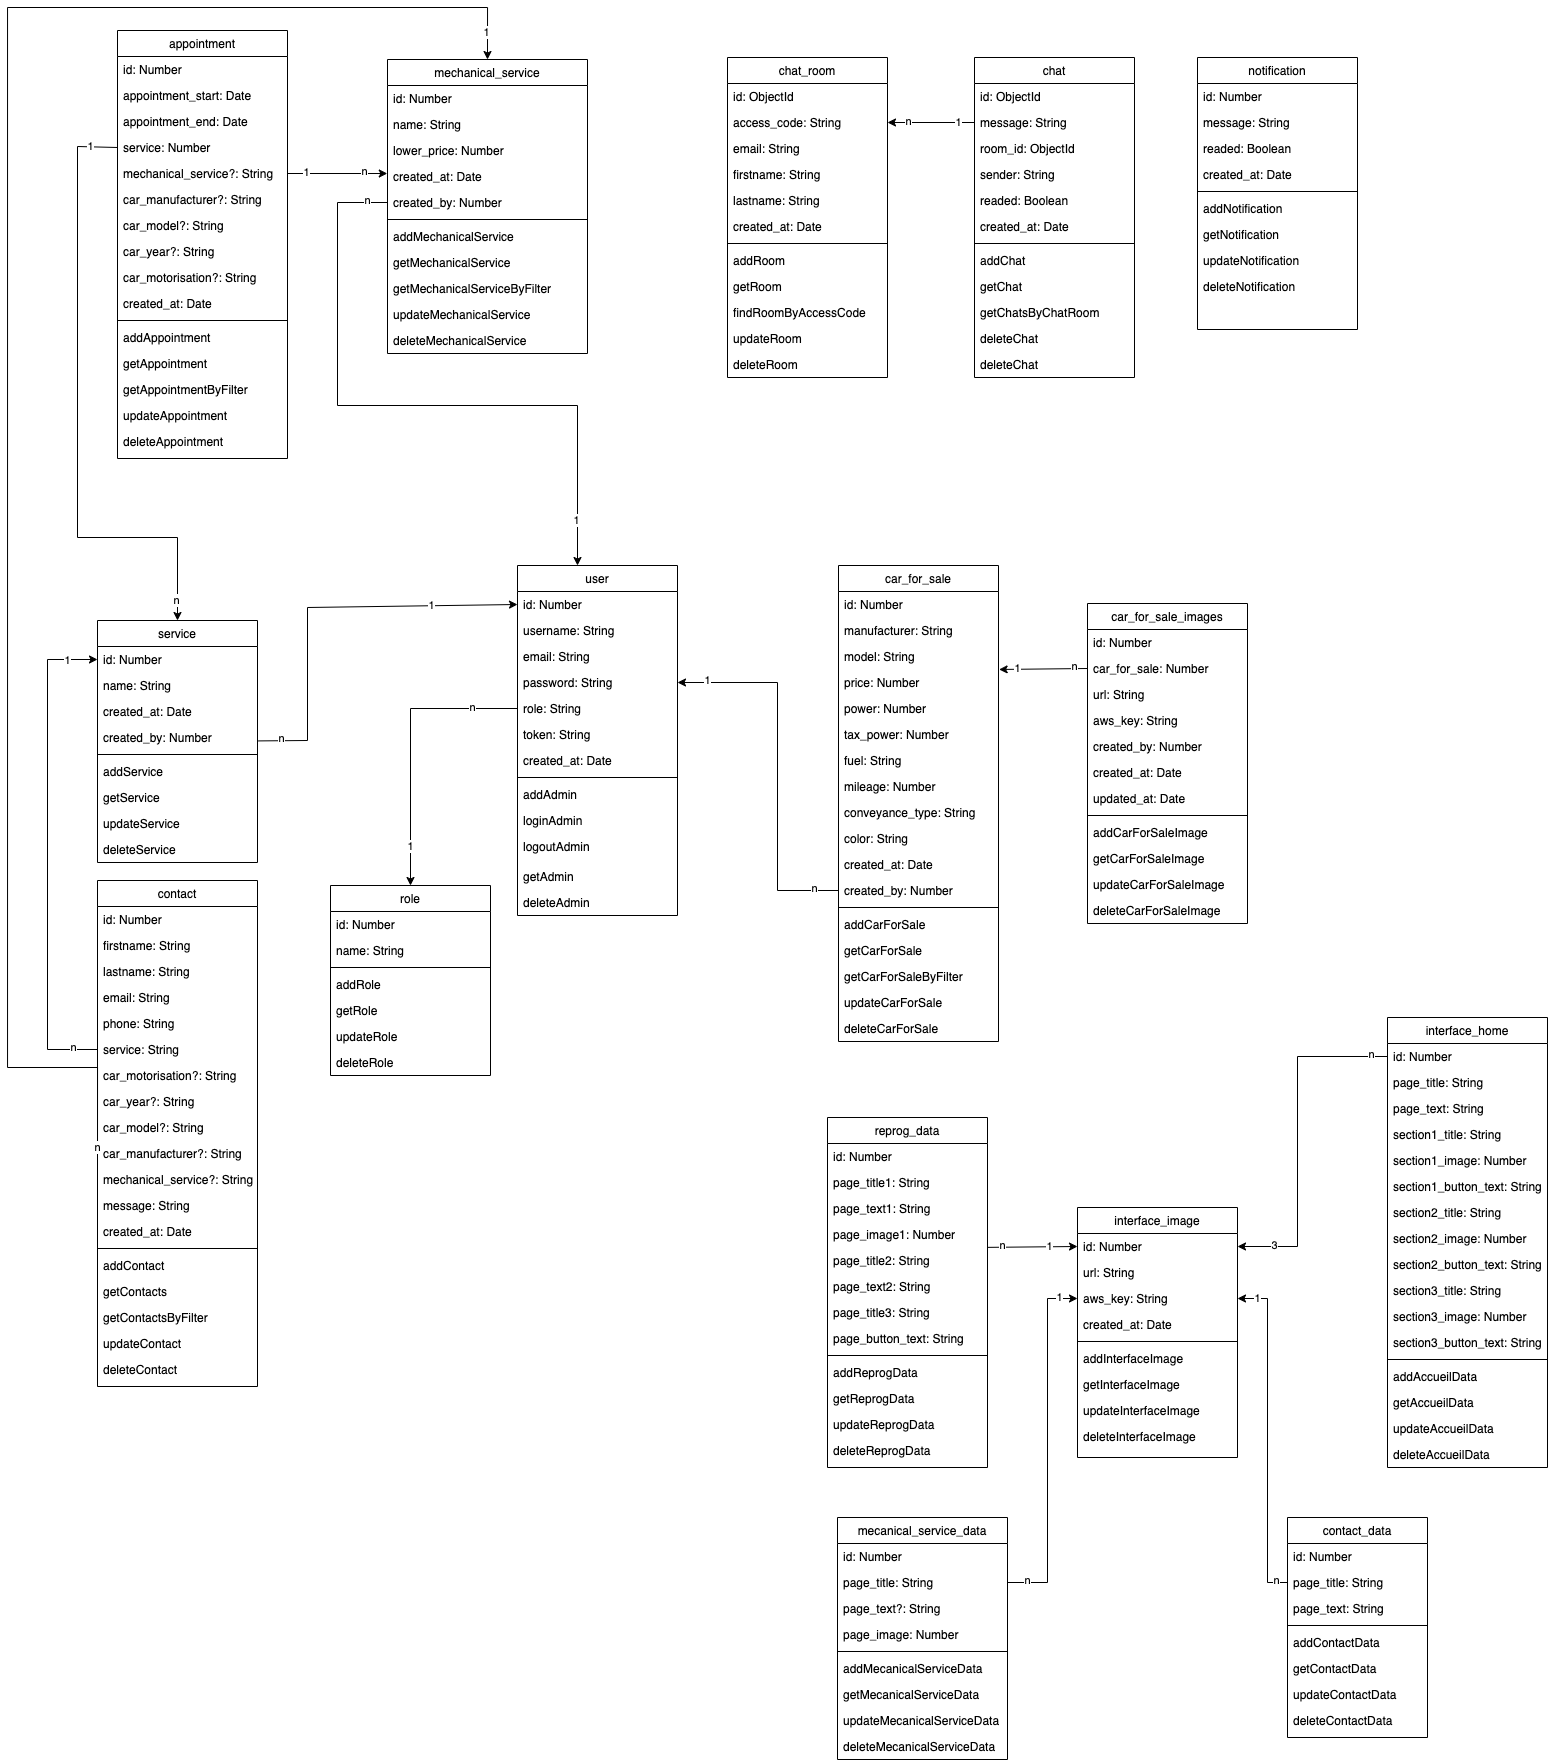 1
appointment
id: Number
appointment_start: Date
appointment_end: Date
service: Number
mechanical_service?: String
car_manufacturer?: String
car_model?: String
car_year?: String
car_motorisation?: String
created_at: Date
addAppointment
getAppointment
getAppointmentByFilter
updateAppointment
deleteAppointment
1
1
n
mechanical_service
id: Number
name: String
lower_price: Number
created_at: Date
created_by: Number
addMechanicalService
getMechanicalService
getMechanicalServiceByFilter
updateMechanicalService
deleteMechanicalService
n
1
chat_room
id: ObjectId
access_code: String
email: String
firstname: String
lastname: String
created_at: Date
addRoom
getRoom
findRoomByAccessCode
updateRoom
deleteRoom
n
1
chat
id: ObjectId
message: String
room_id: ObjectId
sender: String
readed: Boolean
created_at: Date
addChat
getChat
getChatsByChatRoom
deleteChat
deleteChat
notification
id: Number
message: String
readed: Boolean
created_at: Date
addNotification
getNotification
updateNotification
deleteNotification
n
service
id: Number
name: String
created_at: Date
created_by: Number
addService
getService
updateService
deleteService
1
n
1
user
id: Number
username: String
email: String
password: String
role: String
token: String
created_at: Date
addAdmin
loginAdmin
logoutAdmin
getAdmin
deleteAdmin
n
1
1
n
car_for_sale
id: Number
manufacturer: String
model: String
price: Number
power: Number
tax_power: Number
fuel: String
mileage: Number
conveyance_type: String
color: String
created_at: Date
created_by: Number
addCarForSale
getCarForSale
getCarForSaleByFilter
updateCarForSale
deleteCarForSale
1
n
car_for_sale_images
id: Number
car_for_sale: Number
url: String
aws_key: String
created_by: Number
created_at: Date
updated_at: Date
addCarForSaleImage
getCarForSaleImage
updateCarForSaleImage
deleteCarForSaleImage
contact
id: Number
firstname: String
lastname: String
email: String
phone: String
service: String
car_motorisation?: String
car_year?: String
car_model?: String
car_manufacturer?: String
mechanical_service?: String
message: String
created_at: Date
addContact
getContacts
getContactsByFilter
updateContact
deleteContact
n
n
role
id: Number
name: String
addRole
getRole
updateRole
deleteRole
reprog_data
id: Number
page_title1: String
page_text1: String
page_image1: Number
page_title2: String
page_text2: String
page_title3: String
page_button_text: String
addReprogData
getReprogData
updateReprogData
deleteReprogData
n
1
interface_image
id: Number
url: String
aws_key: String
created_at: Date
addInterfaceImage
getInterfaceImage
updateInterfaceImage
deleteInterfaceImage
1
1
3
n
interface_home
id: Number
page_title: String
page_text: String
section1_title: String
section1_image: Number
section1_button_text: String
section2_title: String
section2_image: Number
section2_button_text: String
section3_title: String
section3_image: Number
section3_button_text: String
addAccueilData
getAccueilData
updateAccueilData
deleteAccueilData
mecanical_service_data
id: Number
page_title: String
page_text?: String
page_image: Number
addMecanicalServiceData
getMecanicalServiceData
updateMecanicalServiceData
deleteMecanicalServiceData
n
n
contact_data
id: Number
page_title: String
page_text: String
addContactData
getContactData
updateContactData
deleteContactData